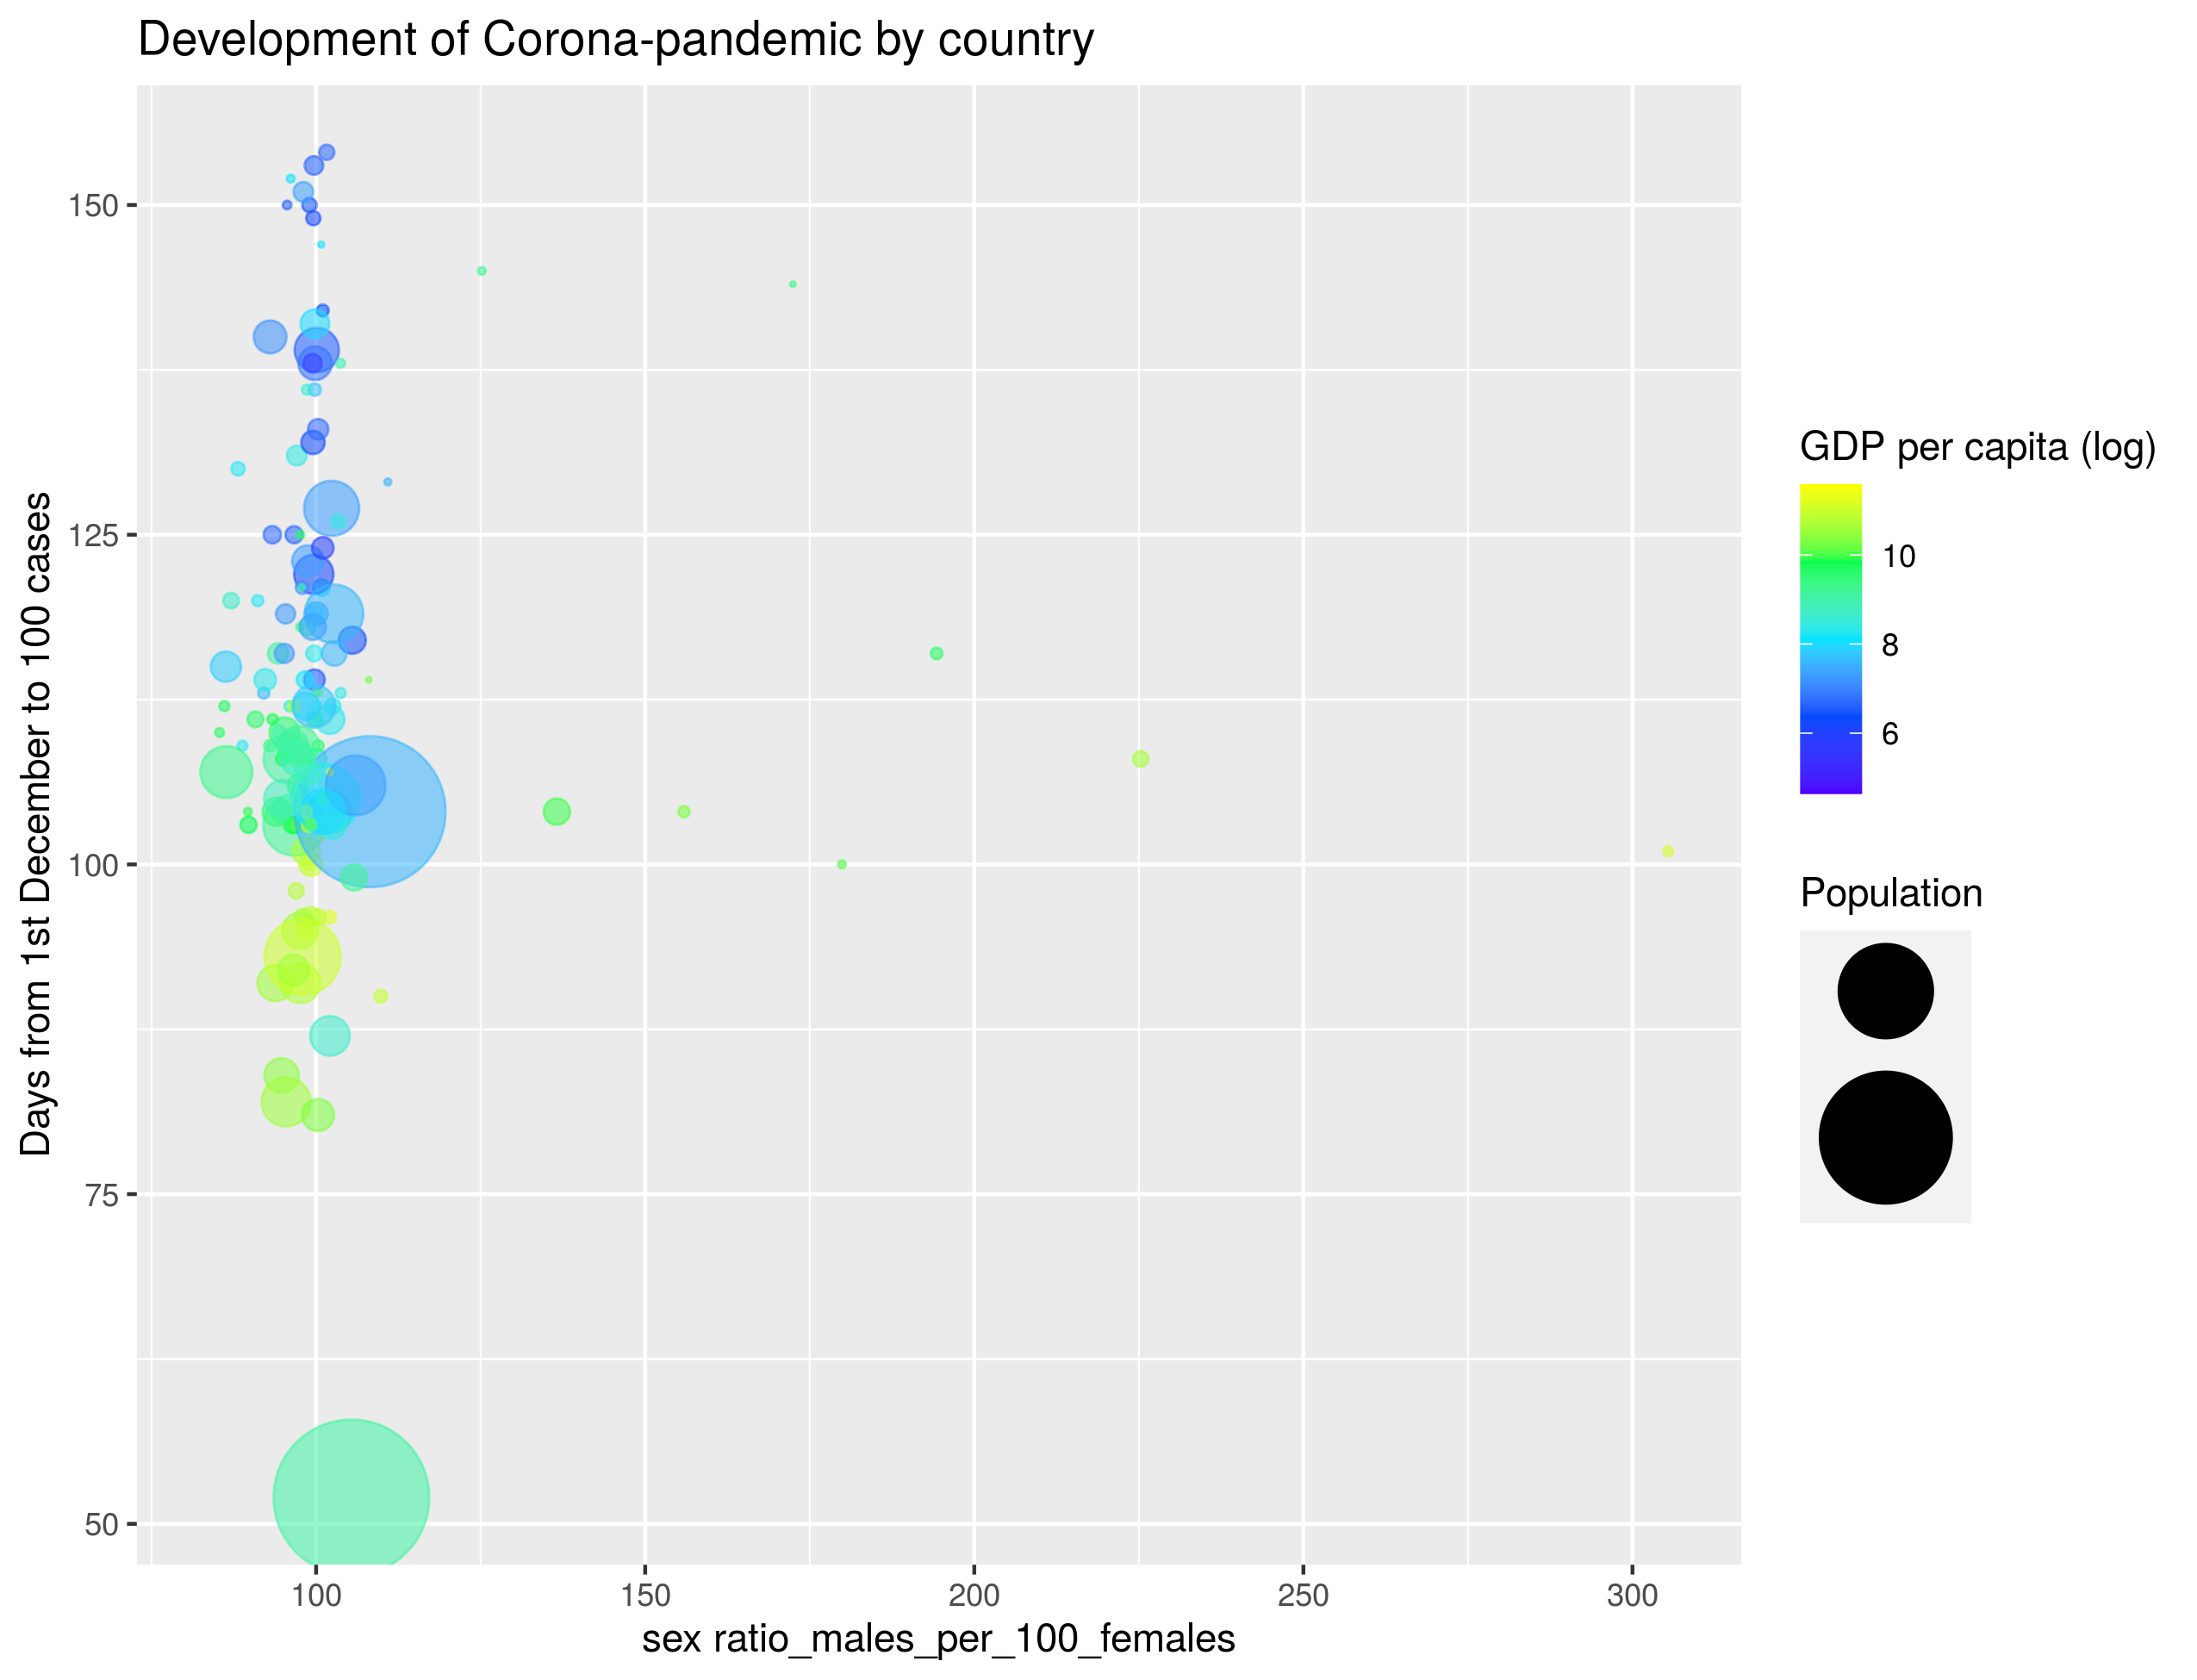 Development of Corona-pandemic by country
Days from 1st December to 100 cases
150
125
100
75
50
100
150
200
250
300
sex ratio_males_per_100_females
GDP per capita (log)
10
8
6
Population